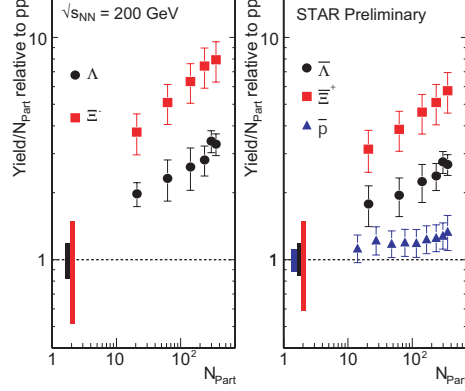 √sNN = 200 GeV
Yield/NPart relative to pp
10
1
Λ
Ξ-
1
10
10²
NPart
STAR Preliminary
Yield/NPart relative to pp
10
1
Λ̅
Ξ̅+
p̅
1
10
10²
NPart